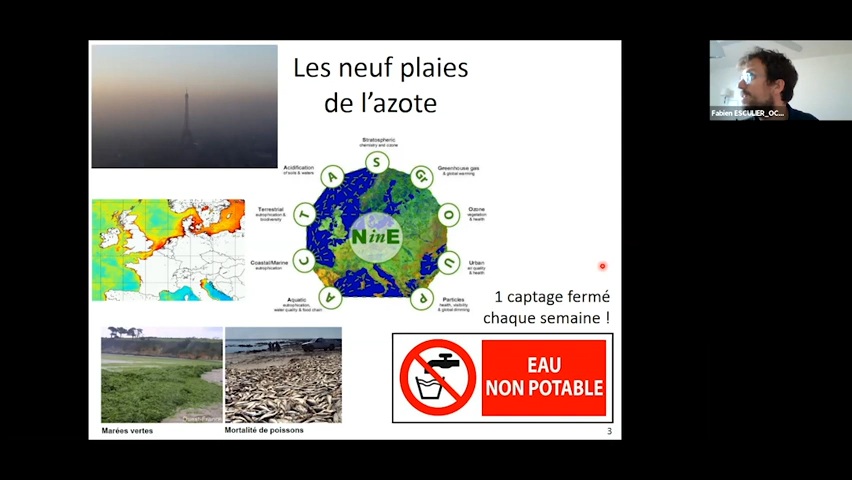 Les neuf plaies
de l'azote
Stratospheric
chemistry and ozone
Acidification
of soils & waters
Greenhouse gas
& global warming
Terrestrial
eutrophication &
biodiversity
Ozone
vegetation
& health
Coastal/Marine
eutrophication
Urban
air quality
& health
Aquatic
eutrophication,
water quality & food chain
Particles
health, visibility
& global dimming
A
S
Gr
T
O
C
U
A
P
NinE
1 captage fermé
chaque semaine !
EAU
NON POTABLE
Marées vertes
Mortalité de poissons
3
Fabien ESCULIER_OC...